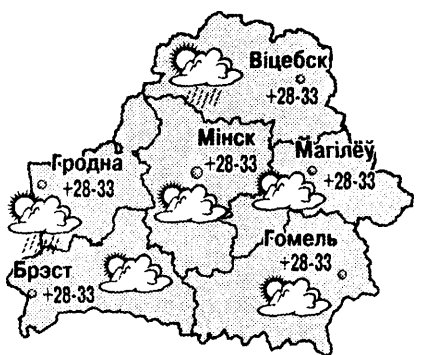 Віцебск
+28-33
Мінск
+28-33
Магілёў
+28-33
Гродна
+28-33
Гомель
+28-33
Брэст
+28-33